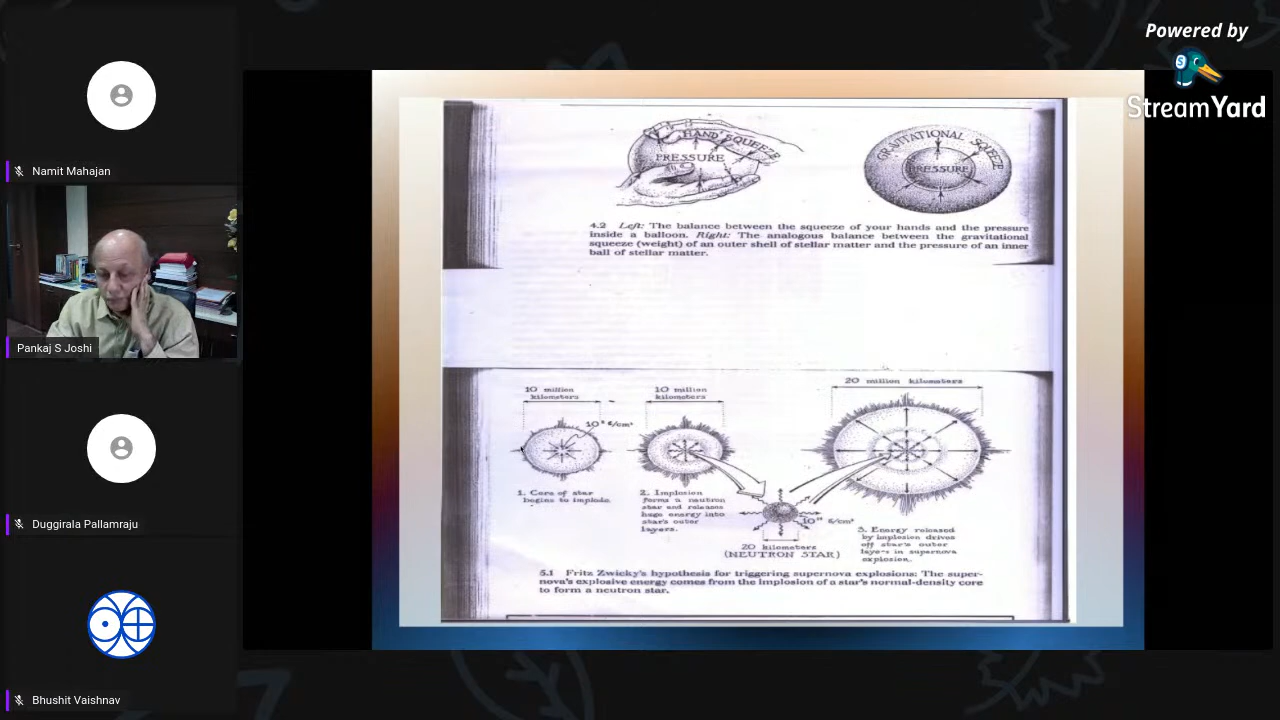 Powered by
StreamYard
Namit Mahajan
Pankaj S Joshi
Duggirala Pallamraju
Bhushit Vaishnav
HAND SQUEEZE
PRESSURE
GRAVITATIONAL SQUEEZE
PRESSURE
4.2 Left: The balance between the squeeze of your hands and the pressure
inside a balloon. Right: The analogous balance between the gravitational
squeeze (weight) of an outer shell of stellar matter and the pressure of an inner
ball of stellar matter.
10 million
kilometers
10 million
kilometers
20 million kilometers
g/cm³
1. Core of star
begins to implode.
2. Implosion
forms a neutron
star and releases
huge energy into
star's outer
layers.
g/cm³
20 kilometers
(NEUTRON STAR)
3. Energy released
by implosion drives
off star's outer
layers in supernova
explosion.
5.1 Fritz Zwicky's hypothesis for triggering supernova explosions: The super-
nova's explosive energy comes from the implosion of a star's normal-density core
to form a neutron star.